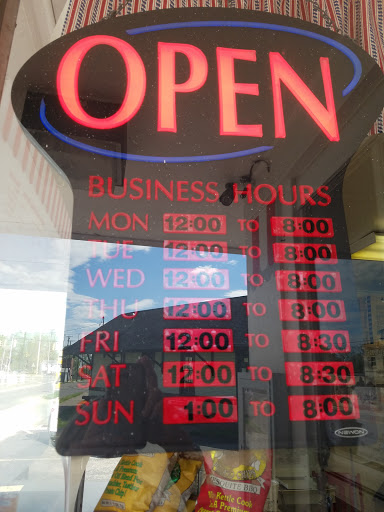 OPEN
BUSINESS HOURS
MON 12:00 TO 8:00
TUE 12:00 TO 8:00
WED 12:00 TO 8:00
THU 12:00 TO 8:00
FRI 12:00 TO 8:30
SAT 12:00 TO 8:30
SUN 1:00 TO 8:00
NEWON